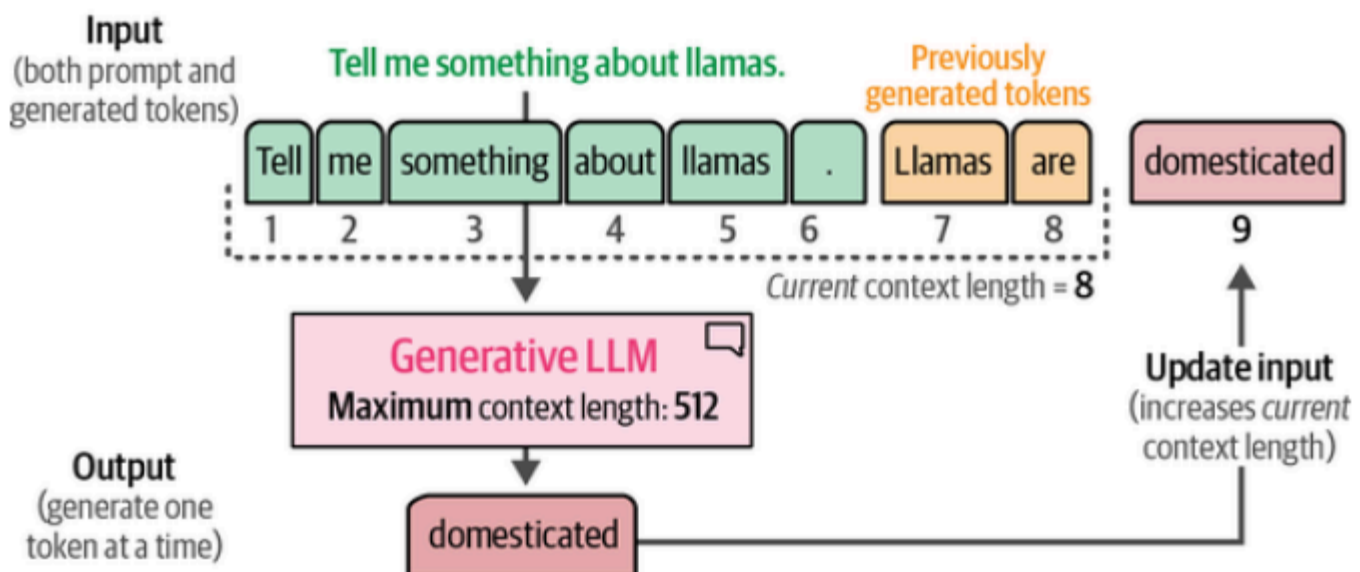 Input
(both prompt and
generated tokens)
Tell me something about llamas.
Previously
generated tokens
Tell me something about llamas . Llamas are domesticated
1 2 3 4 5 6 7 8 9
Current context length = 8
Generative LLM
Maximum context length: 512
Update input
(increases current
context length)
Output
(generate one
token at a time)
domesticated